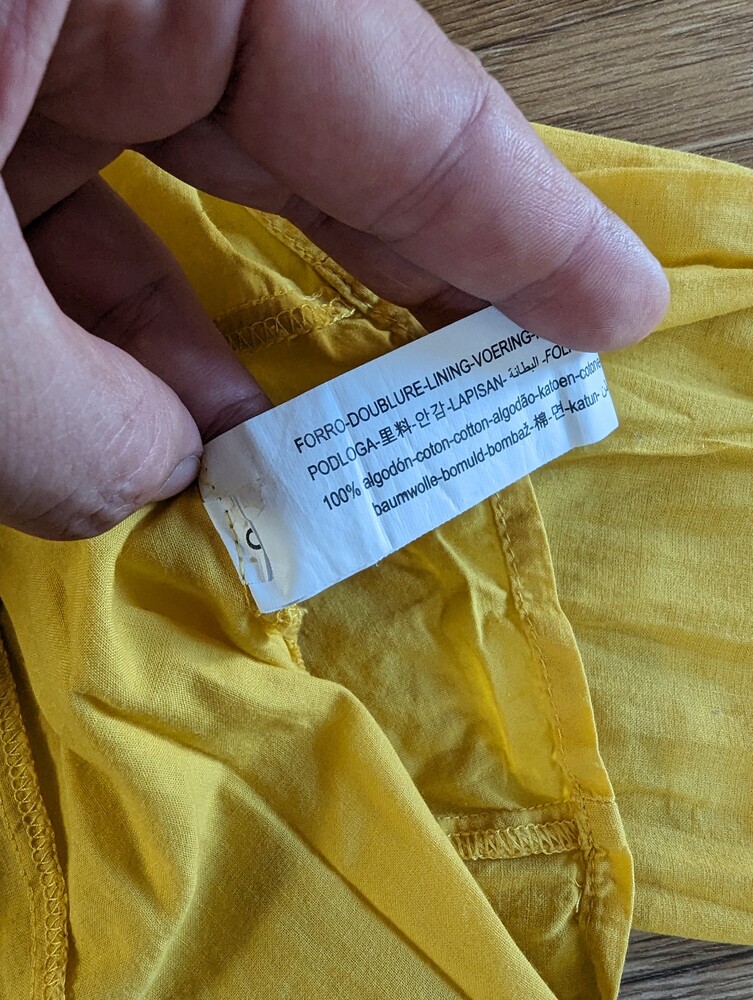 FORRO-DOUBLURE-LINING-VOERING-
PODLOGA-里料-안감-LAPISAN- البطانة -FOL
100% algodón-coton-cotton-algodão-katoen-cotone
baumwolle-bomuld-bombaž-棉-면-katun-
C